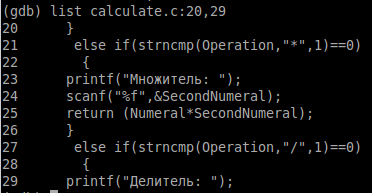 (gdb) list calculate.c:20,29
20 }
21 else if(strncmp(Operation,"*",1)==0)
22 {
23 printf("Множитель: ");
24 scanf("%f",&SecondNumeral);
25 return (Numeral*SecondNumeral);
26 }
27 else if(strncmp(Operation,"/",1)==0)
28 {
29 printf("Делитель: ");